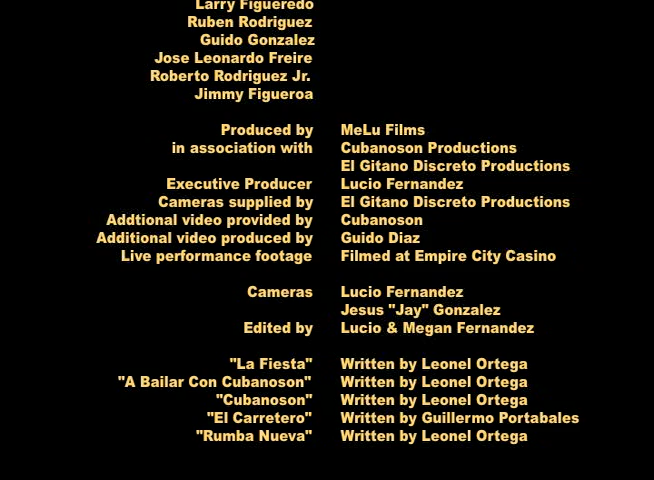 Larry Figueredo
Ruben Rodriguez
Guido Gonzalez
Jose Leonardo Freire
Roberto Rodriguez Jr.
Jimmy Figueroa
Produced by MeLu Films
in association with Cubanoson Productions
El Gitano Discreto Productions
Executive Producer Lucio Fernandez
Cameras supplied by El Gitano Discreto Productions
Addtional video provided by Cubanoson
Additional video produced by Guido Diaz
Live performance footage Filmed at Empire City Casino
Cameras Lucio Fernandez
Jesus "Jay" Gonzalez
Edited by Lucio & Megan Fernandez
"La Fiesta" Written by Leonel Ortega
"A Bailar Con Cubanoson" Written by Leonel Ortega
"Cubanoson" Written by Leonel Ortega
"El Carretero" Written by Guillermo Portabales
"Rumba Nueva" Written by Leonel Ortega